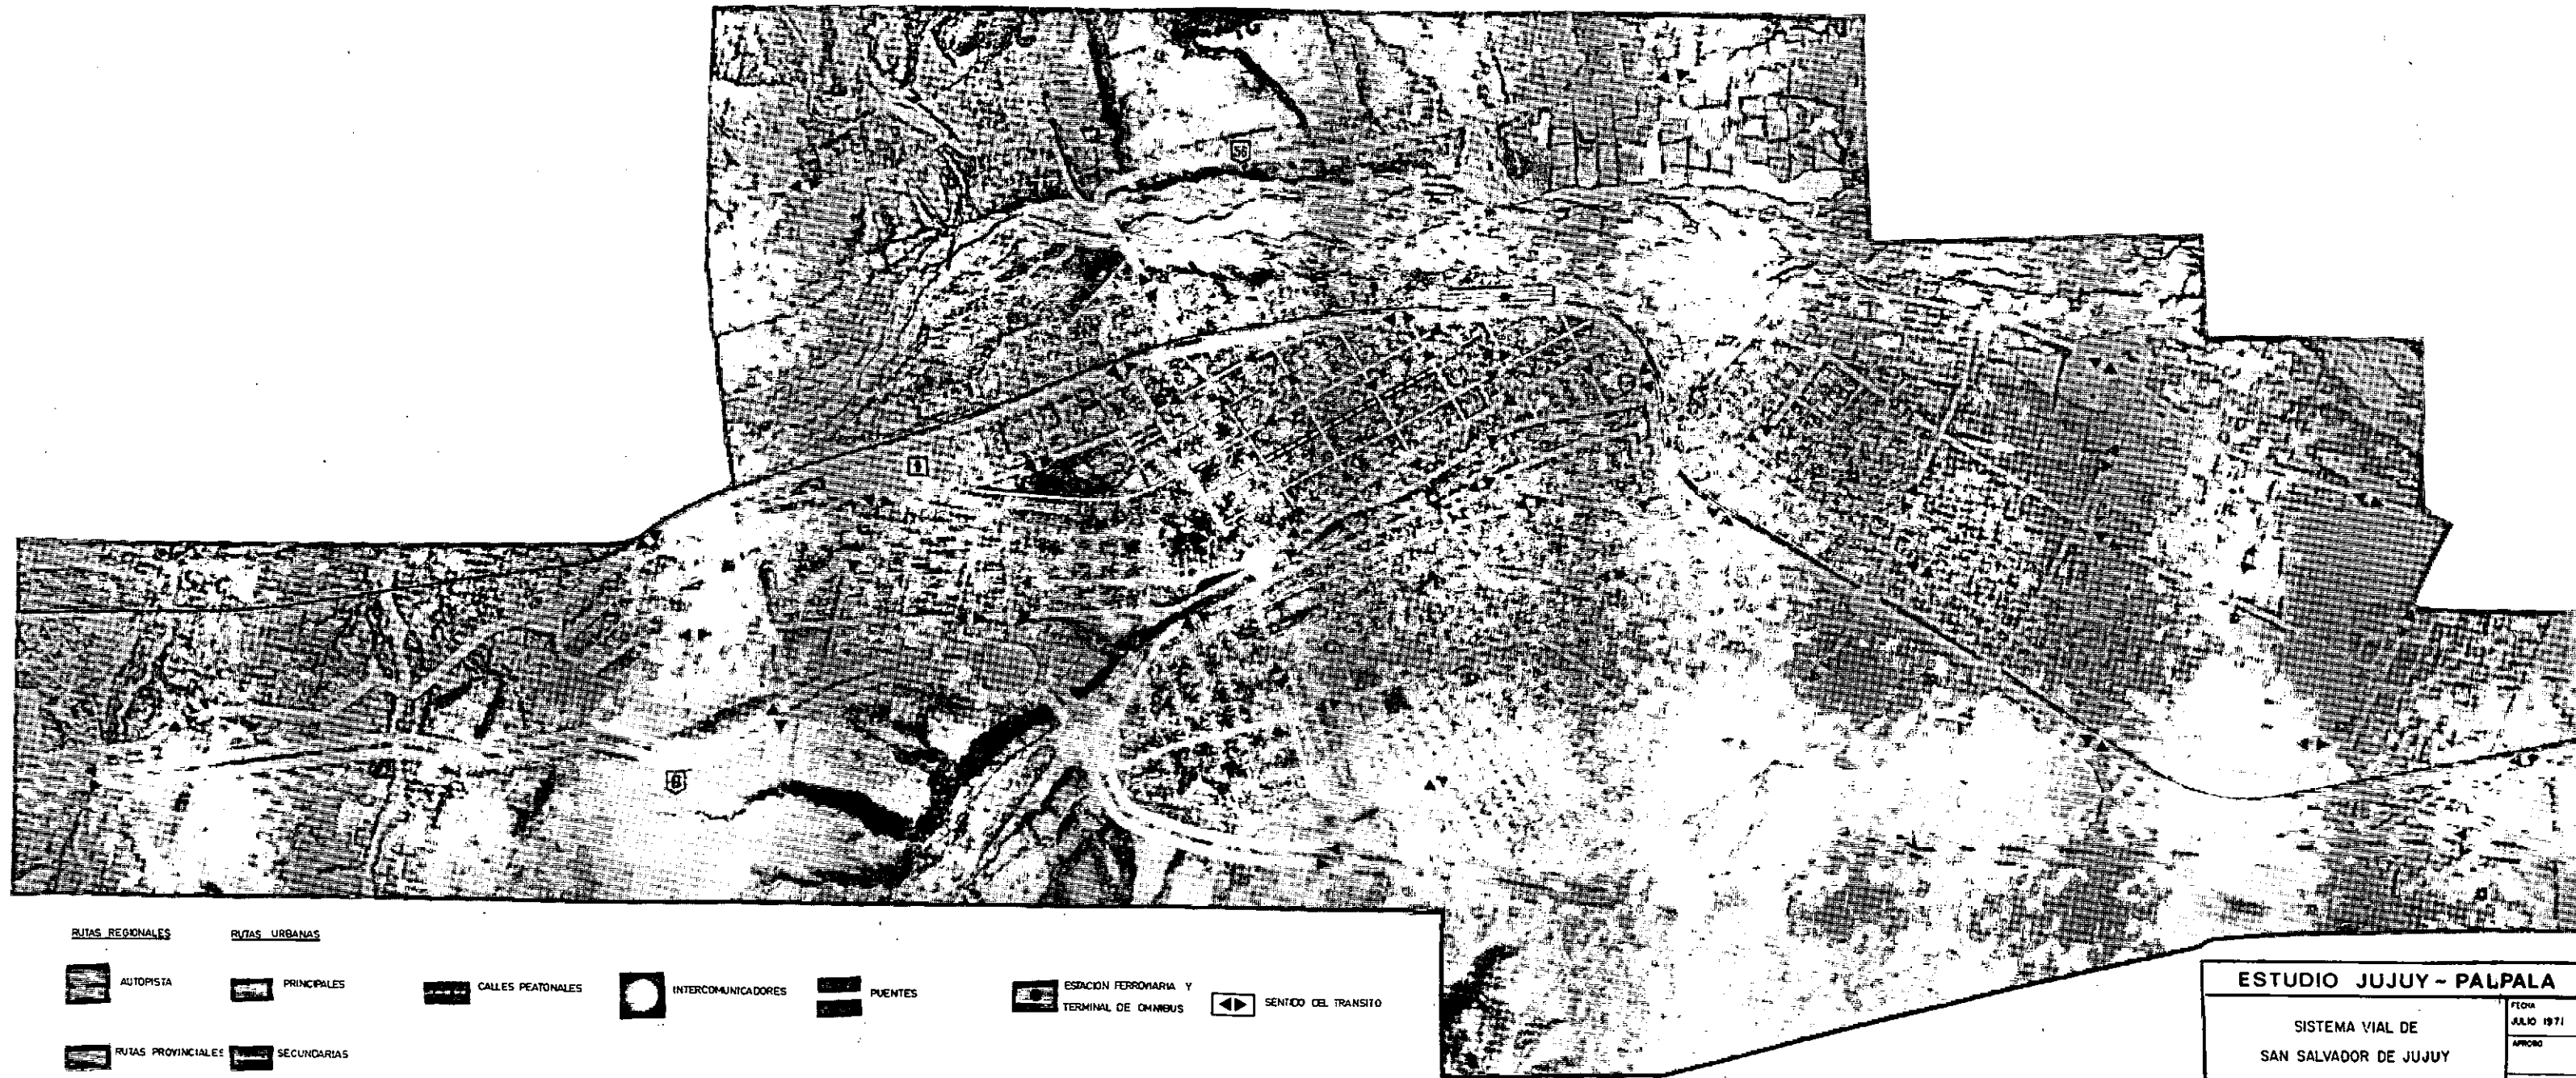 56
9
RUTAS REGIONALES
RUTAS URBANAS
AUTOPISTA
PRINCIPALES
CALLES PEATONALES
INTERCOMUNICADORES
PUENTES
ESTACION FERROVIARIA Y
TERMINAL DE OMNIBUS
SENTIDO DEL TRANSITO
RUTAS PROVINCIALES
SECUNDARIAS
ESTUDIO JUJUY - PALPALA
SISTEMA VIAL DE
SAN SALVADOR DE JUJUY
FECHA
JULIO 1971
APROBO